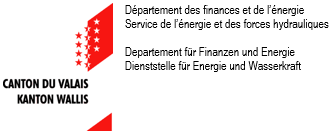 Département des finances et de l'énergie
Service de l'énergie et des forces hydrauliques
Departement für Finanzen und Energie
Dienststelle für Energie und Wasserkraft
CANTON DU VALAIS
KANTON WALLIS